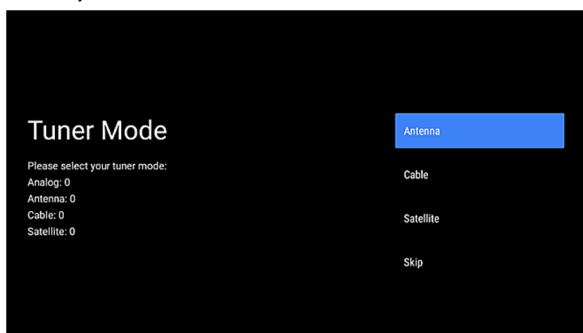 Tuner Mode
Please select your tuner mode:
Analog: 0
Antenna: 0
Cable: 0
Satellite: 0
Antenna
Cable
Satellite
Skip